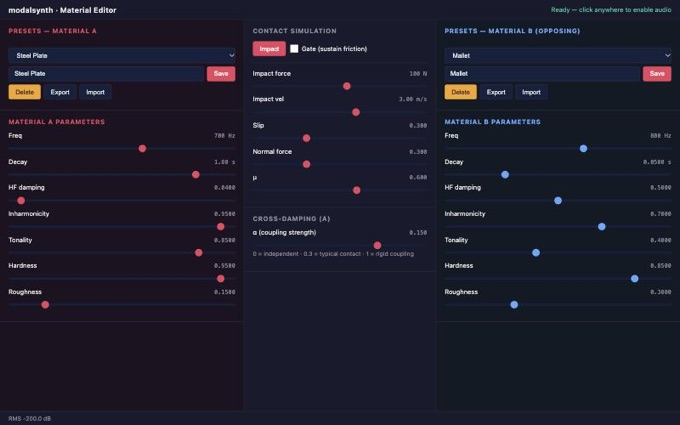 modalsynth · Material Editor
Ready — click anywhere to enable audio
PRESETS — MATERIAL A
Steel Plate
Steel Plate
Save
Delete
Export
Import
MATERIAL A PARAMETERS
Freq
700 Hz
Decay
1.80 s
HF damping
0.0400
Inharmonicity
0.9500
Tonality
0.8500
Hardness
0.9500
Roughness
0.1500
CONTACT SIMULATION
Impact
Gate (sustain friction)
Impact force
100 N
Impact vel
3.00 m/s
Slip
0.300
Normal force
0.300
μ
0.600
CROSS-DAMPING (A)
α (coupling strength)
0.150
0 = independent · 0.3 = typical contact · 1 = rigid coupling
PRESETS — MATERIAL B (OPPOSING)
Mallet
Mallet
Save
Delete
Export
Import
MATERIAL B PARAMETERS
Freq
800 Hz
Decay
0.0500 s
HF damping
0.5000
Inharmonicity
0.7000
Tonality
0.4000
Hardness
0.8500
Roughness
0.3000
RMS -200.0 dB